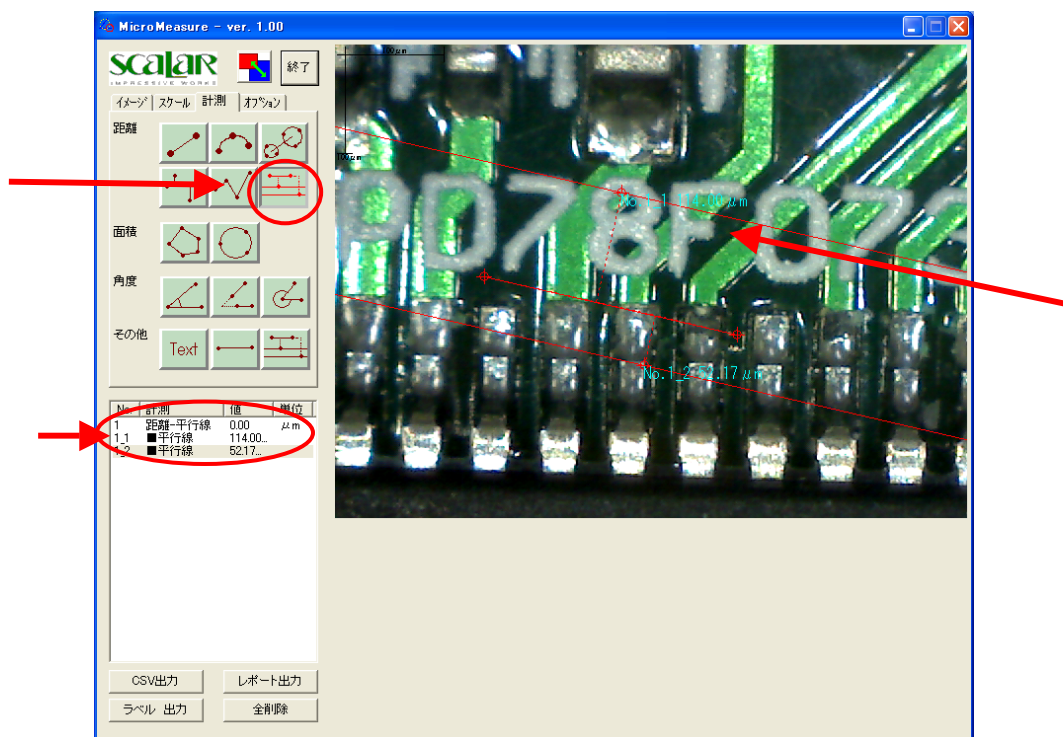 MicroMeasure - ver. 1.00
scalar
IMPRESSIVE WORKS
終了
イメージ スケール 計測 オプション
距離
面積
角度
その他
Text
No. 計測 値 単位
1 距離-平行線 0.00 μm
1_1 ■平行線 114.00...
1_2 ■平行線 52.17...
CSV出力 レポート出力
ラベル 出力 全削除
No.1_1 114.00μm
PD78F073
No.1_2 52.17μm